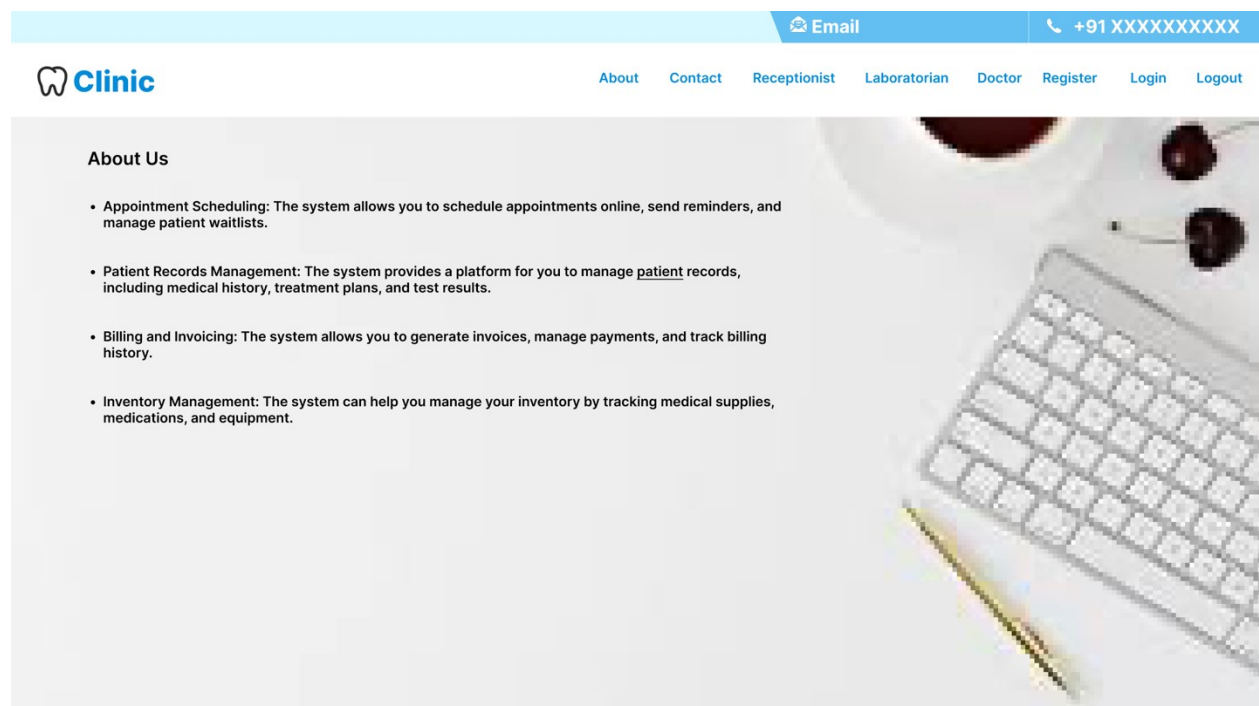 Email
+91 XXXXXXXXXX
Clinic
About Contact Receptionist Laboratorian Doctor Register Login Logout
About Us
• Appointment Scheduling: The system allows you to schedule appointments online, send reminders, and
manage patient waitlists.
• Patient Records Management: The system provides a platform for you to manage patient records,
including medical history, treatment plans, and test results.
• Billing and Invoicing: The system allows you to generate invoices, manage payments, and track billing
history.
• Inventory Management: The system can help you manage your inventory by tracking medical supplies,
medications, and equipment.